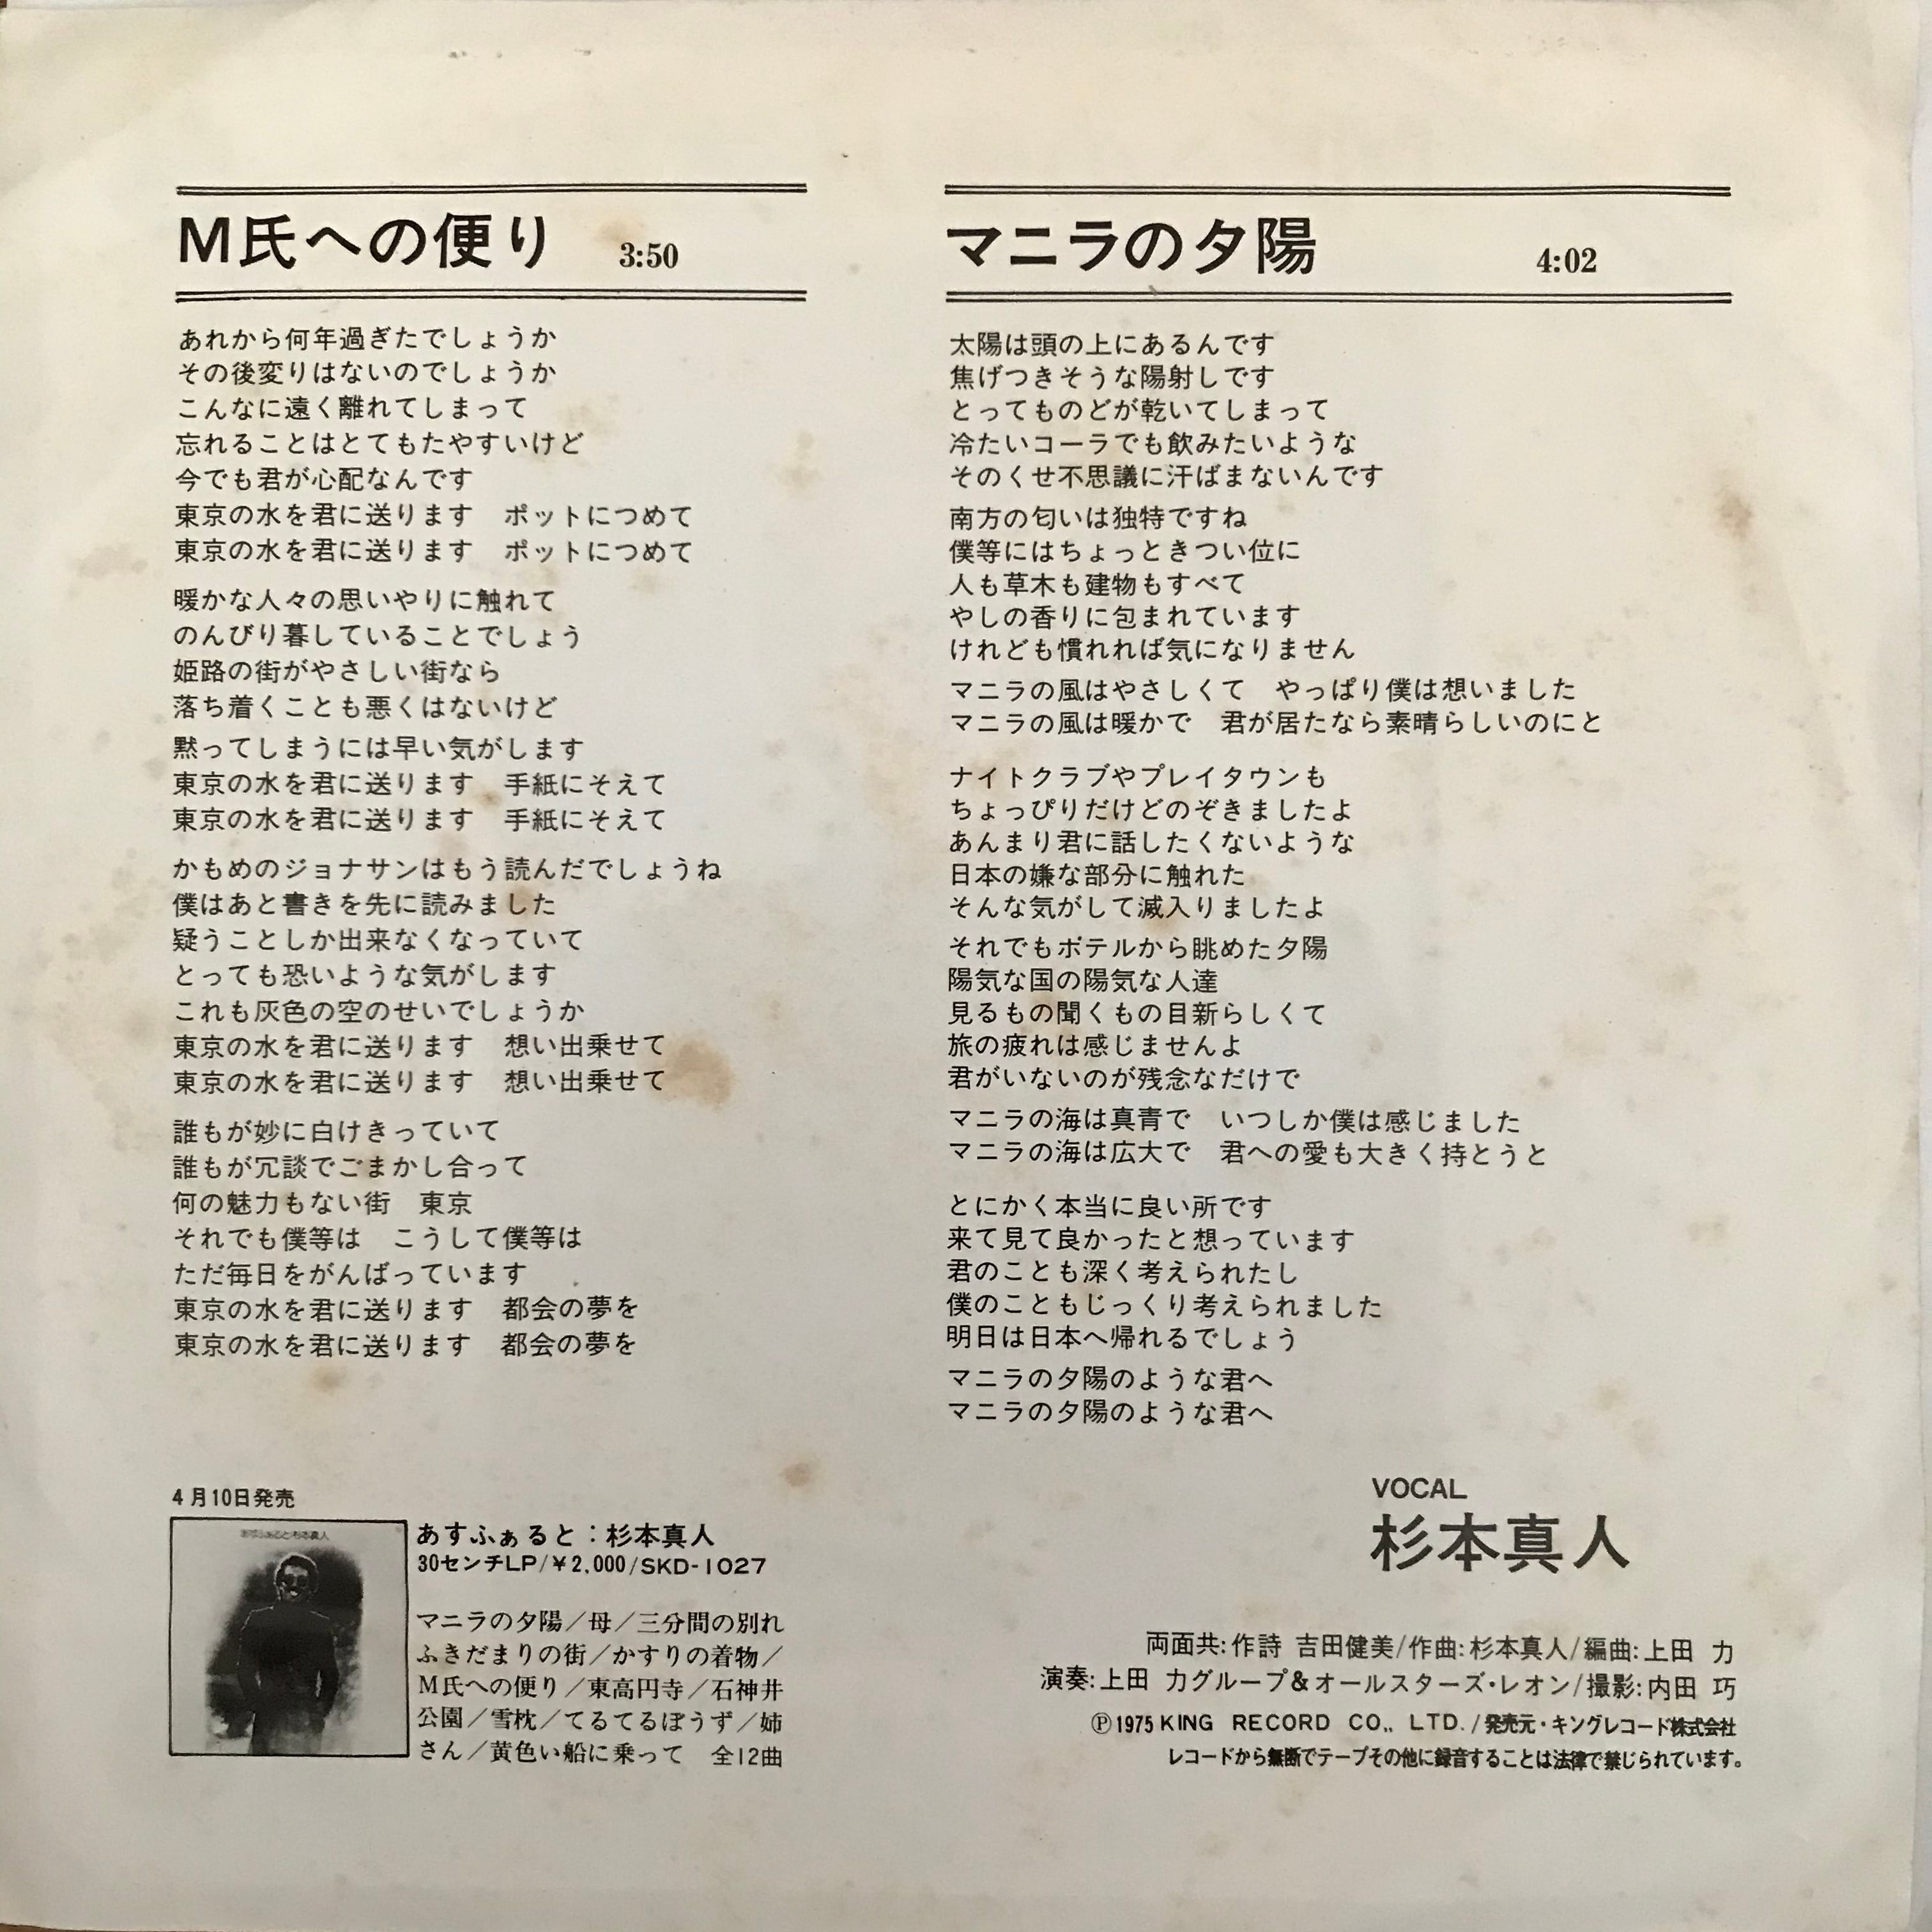 M氏への便り 3:50
あれから何年過ぎたでしょうか
その後変りはないのでしょうか
こんなに遠く離れてしまって
忘れることはとてもたやすいけど
今でも君が心配なんです
東京の水を君に送ります　ポットにつめて
東京の水を君に送ります　ポットにつめて
暖かな人々の思いやりに触れて
のんびり暮していることでしょう
姫路の街がやさしい街なら
落ち着くことも悪くはないけど
黙ってしまうには早い気がします
東京の水を君に送ります　手紙にそえて
東京の水を君に送ります　手紙にそえて
かもめのジョナサンはもう読んだでしょうね
僕はあと書きを先に読みました
疑うことしか出来なくなっていて
とっても恐いような気がします
これも灰色の空のせいでしょうか
東京の水を君に送ります　想い出乗せて
東京の水を君に送ります　想い出乗せて
誰もが妙に白けきっていて
誰もが冗談でごまかし合って
何の魅力もない街　東京
それでも僕等は　こうして僕等は
ただ毎日をがんばっています
東京の水を君に送ります　都会の夢を
東京の水を君に送ります　都会の夢を
マニラの夕陽 4:02
太陽は頭の上にあるんです
焦げつきそうな陽射しです
とってものどが乾いてしまって
冷たいコーラでも飲みたいような
そのくせ不思議に汗ばまないんです
南方の匂いは独特ですね
僕等にはちょっときつい位に
人も草木も建物もすべて
やしの香りに包まれています
けれども慣れれば気になりません
マニラの風はやさしくて　やっぱり僕は想いました
マニラの風は暖かで　君が居たなら素晴らしいのにと
ナイトクラブやプレイタウンも
ちょっぴりだけどのぞきましたよ
あんまり君に話したくないような
日本の嫌な部分に触れた
そんな気がして滅入りましたよ
それでもホテルから眺めた夕陽
陽気な国の陽気な人達
見るもの聞くもの目新らしくて
旅の疲れは感じませんよ
君がいないのが残念なだけで
マニラの海は真青で　いつしか僕は感じました
マニラの海は広大で　君への愛も大きく持とうと
とにかく本当に良い所です
来て見て良かったと想っています
君のことも深く考えられたし
僕のこともじっくり考えられました
明日は日本へ帰れるでしょう
マニラの夕陽のような君へ
マニラの夕陽のような君へ
4月10日発売
あすふぁると：杉本真人
30センチLP/¥2,000/SKD-1027
マニラの夕陽／母／三分間の別れ
ふきだまりの街／かすりの着物／
M氏への便り／東高円寺／石神井
公園／雪枕／てるてるぼうず／姉
さん／黄色い船に乗って　全12曲
VOCAL
杉本真人
両面共:作詩 吉田健美/作曲:杉本真人/編曲:上田 力
演奏:上田 力グループ&オールスターズ・レオン/撮影:内田 巧
Ⓟ1975 KING RECORD CO., LTD./発売元・キングレコード株式会社
レコードから無断でテープその他に録音することは法律で禁じられています。